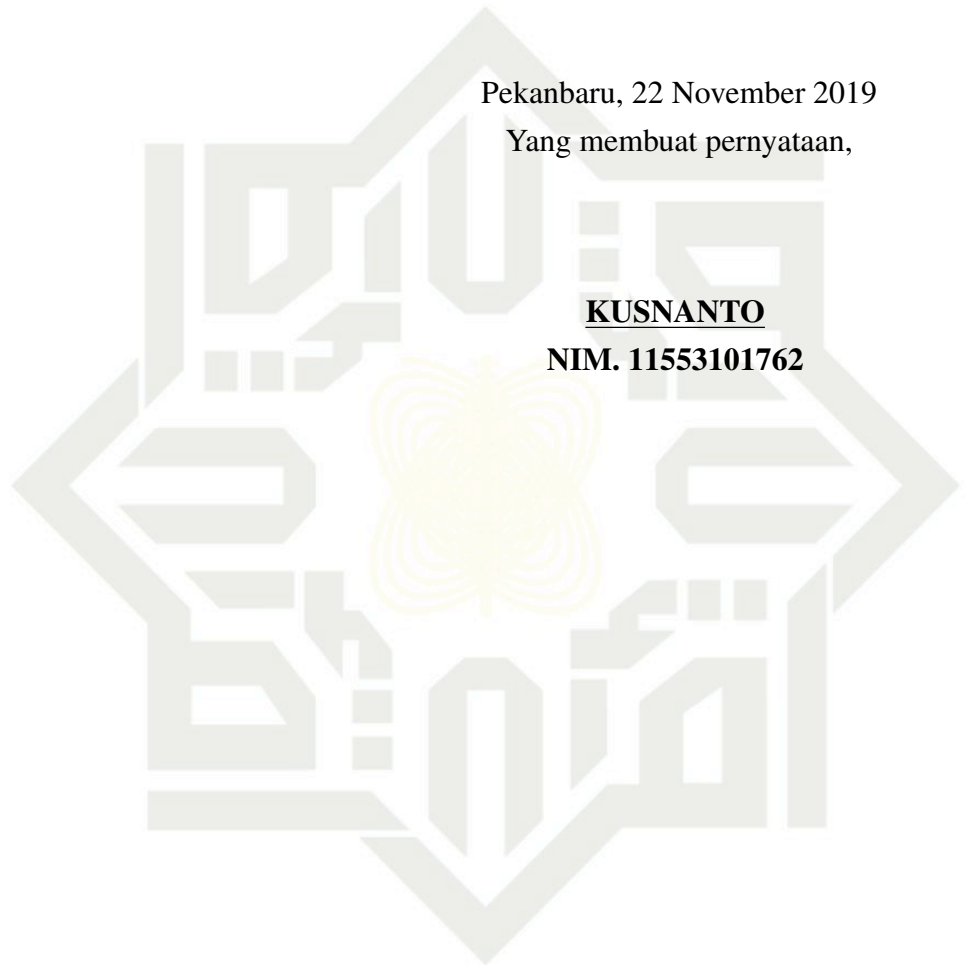 Pekanbaru, 22 November 2019
Yang membuat pernyataan,
KUSNANTO
NIM. 11553101762